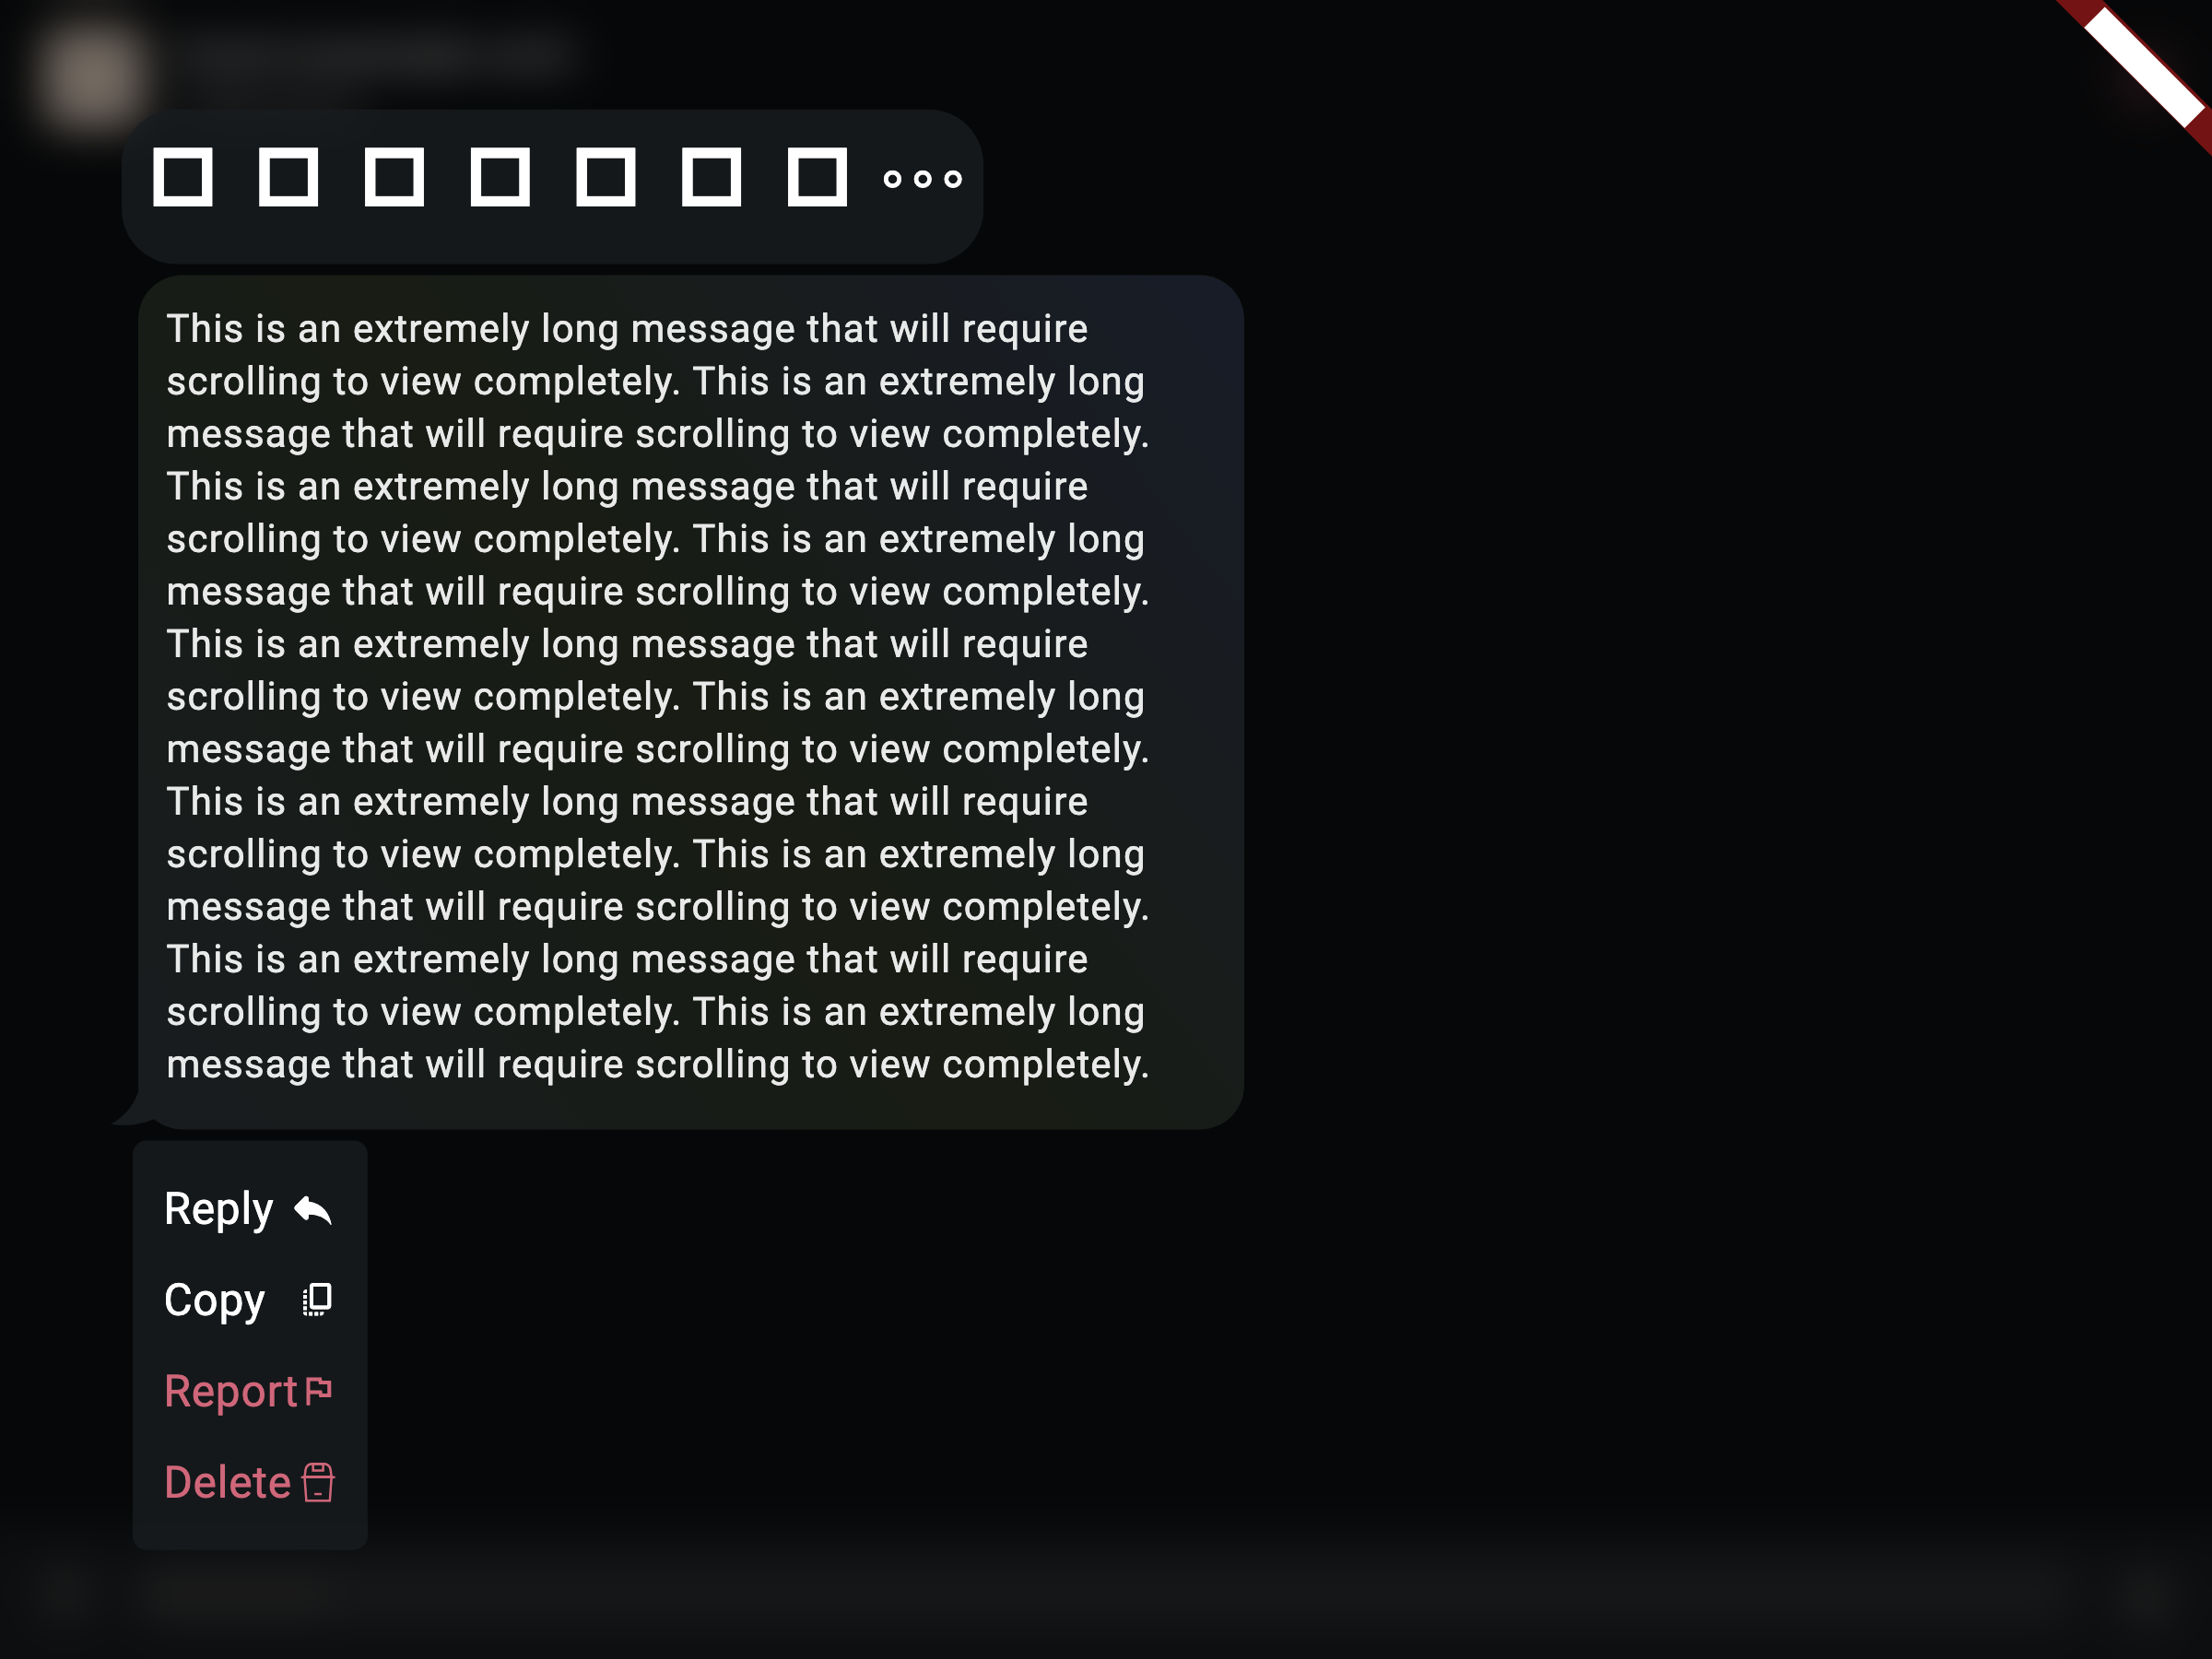 This is an extremely long message that will require
scrolling to view completely. This is an extremely long
message that will require scrolling to view completely.
This is an extremely long message that will require
scrolling to view completely. This is an extremely long
message that will require scrolling to view completely.
This is an extremely long message that will require
scrolling to view completely. This is an extremely long
message that will require scrolling to view completely.
This is an extremely long message that will require
scrolling to view completely. This is an extremely long
message that will require scrolling to view completely.
This is an extremely long message that will require
scrolling to view completely. This is an extremely long
message that will require scrolling to view completely.
Reply
Copy
Report
Delete